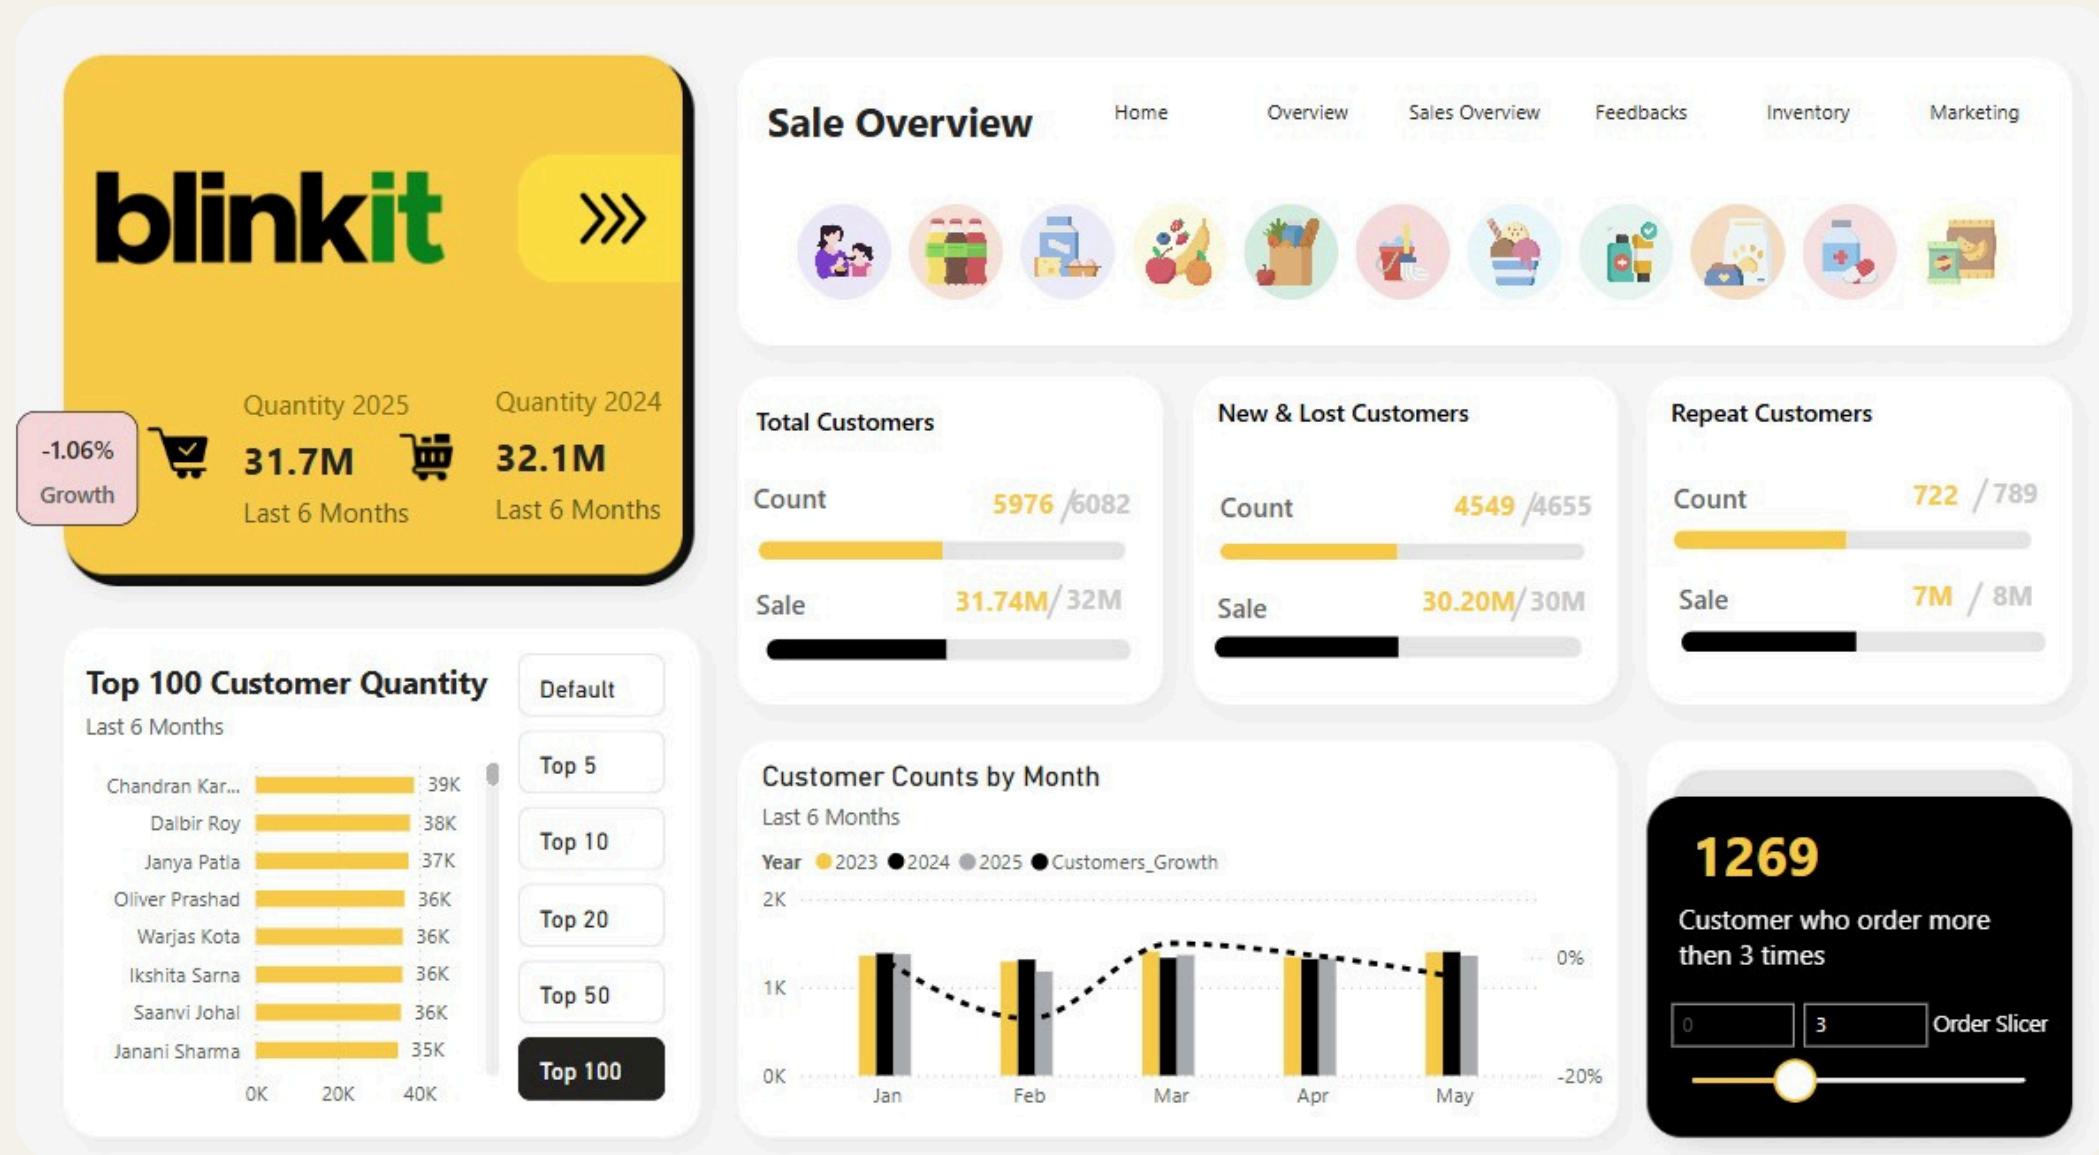 blinkit
Quantity 2025
31.7M
Last 6 Months
Quantity 2024
32.1M
Last 6 Months
-1.06%
Growth
Sale Overview
Home
Overview
Sales Overview
Feedbacks
Inventory
Marketing
Total Customers
Count
5976 /6082
Sale
31.74M/ 32M
New & Lost Customers
Count
4549 /4655
Sale
30.20M/ 30M
Repeat Customers
Count
722 / 789
Sale
7M / 8M
Top 100 Customer Quantity
Last 6 Months
Chandran Kar... 39K
Dalbir Roy 38K
Janya Patla 37K
Oliver Prashad 36K
Warjas Kota 36K
Ikshita Sarna 36K
Saanvi Johal 36K
Janani Sharma 35K
0K 20K 40K
Default
Top 5
Top 10
Top 20
Top 50
Top 100
Customer Counts by Month
Last 6 Months
Year 2023 2024 2025 Customers_Growth
2K
1K
0K
0%
-20%
Jan Feb Mar Apr May
1269
Customer who order more
then 3 times
0 3 Order Slicer